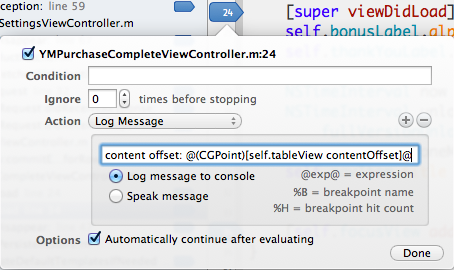 ception: line 59
SettingsViewController.m
24
[super viewDidLoad]
self.bonusLabel.alp
YMPurchaseCompleteViewController.m:24
Condition
Ignore 0 times before stopping
Action Log Message
content offset: @(CGPoint)[self.tableView contentOffset]@
Log message to console @exp@ = expression
Speak message %B = breakpoint name
%H = breakpoint hit count
Options Automatically continue after evaluating
Done